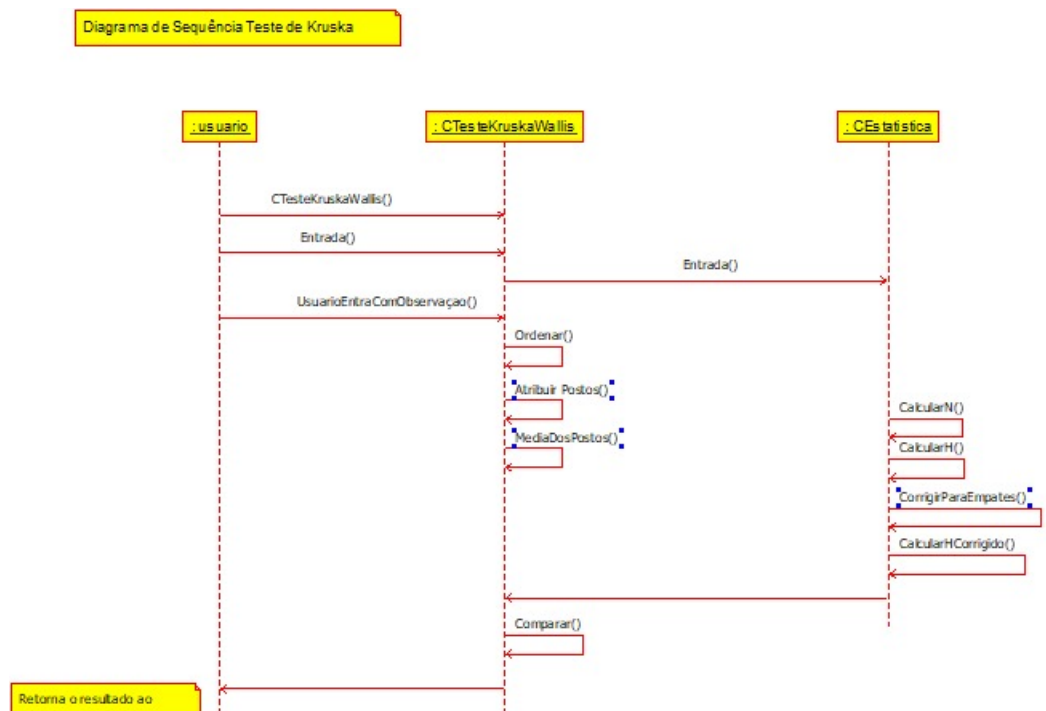 Diagrama de Sequência Teste de Kruska
: usuario
: CTesteKruskaWallis
: CEstatistica
CTesteKruskaWallis()
Entrada()
Entrada()
UsuarioEntraComObservaçao()
Ordenar()
Atribuir Postos()
CalcularN()
MediaDosPostos()
CalcularH()
CorrigirParaEmpates()
CalcularHCorrigido()
Comparar()
Retorna o resultado ao